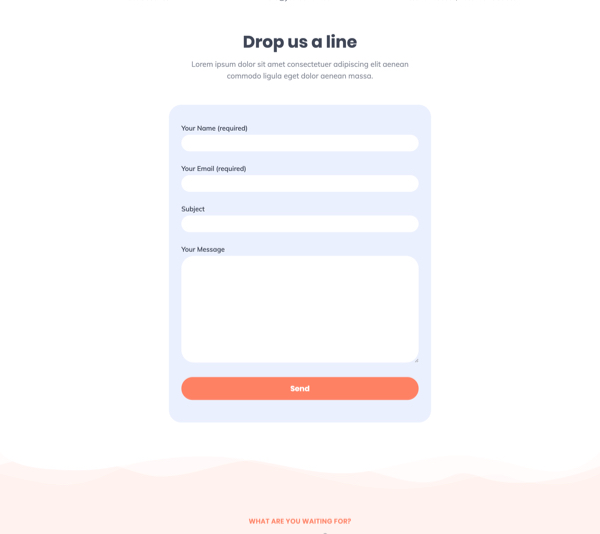 Drop us a line
Lorem ipsum dolor sit amet consectetuer adipiscing elit aenean
commodo ligula eget dolor aenean massa.
Your Name (required)
Your Email (required)
Subject
Your Message
Send
WHAT ARE YOU WAITING FOR?